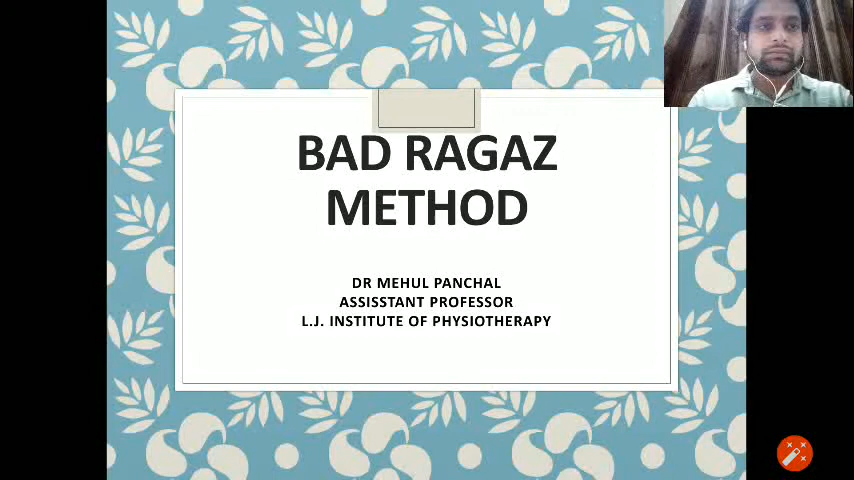 BAD RAGAZ
METHOD
DR MEHUL PANCHAL
ASSISSTANT PROFESSOR
L.J. INSTITUTE OF PHYSIOTHERAPY